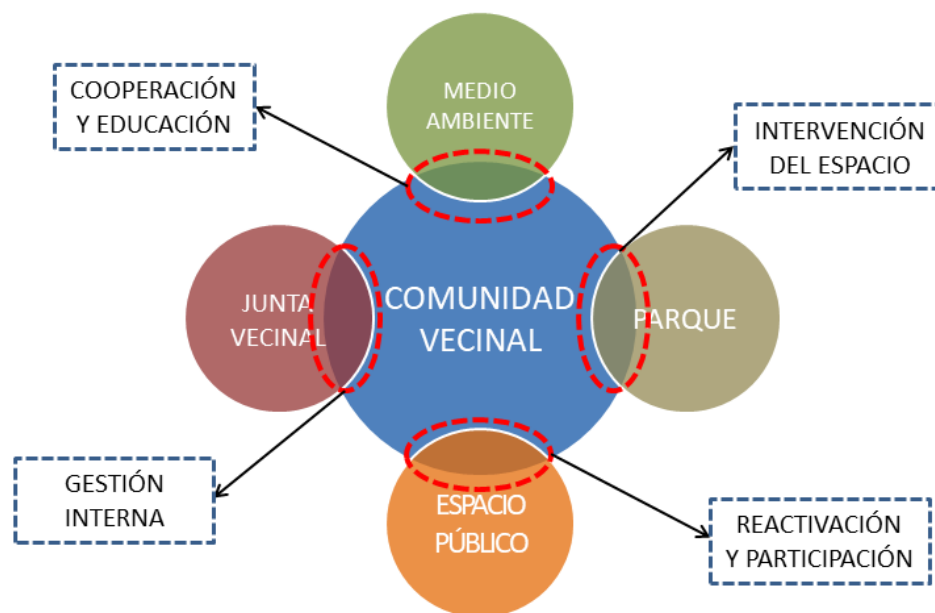 COOPERACIÓN
Y EDUCACIÓN
MEDIO
AMBIENTE
INTERVENCIÓN
DEL ESPACIO
JUNTA
VECINAL
COMUNIDAD
VECINAL
PARQUE
GESTIÓN
INTERNA
ESPACIO
PÚBLICO
REACTIVACIÓN
Y PARTICIPACIÓN